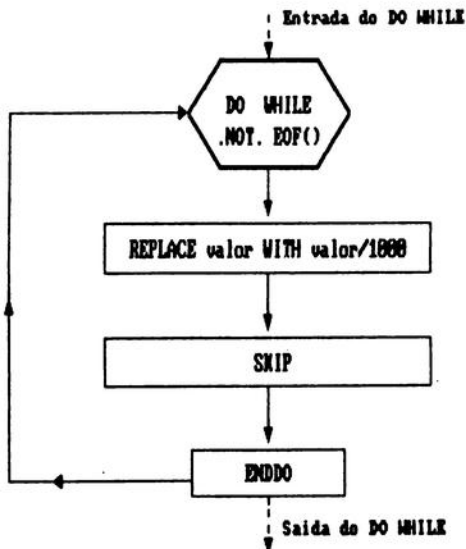 Entrada do DO WHILE
DO WHILE
.NOT. EOF()
REPLACE valor WITH valor/1000
SKIP
ENDDO
Saida do DO WHILE